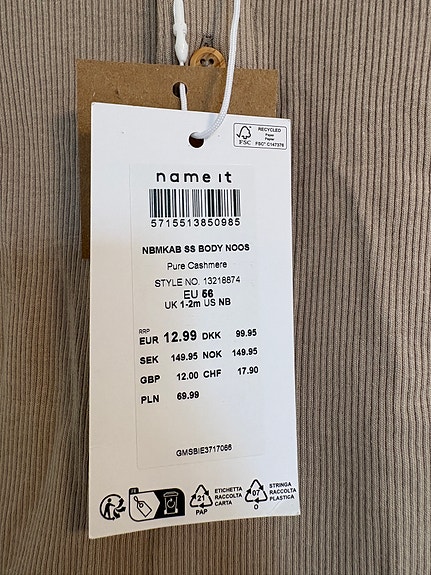 RECYCLED
Paper
Papier
FSC® C147376
FSC
name it
5715513850985
NBMKAB SS BODY NOOS
Pure Cashmere
STYLE NO. 13218874
EU 56
UK 1-2m US NB
RRP
EUR 12.99 DKK 99.95
SEK 149.95 NOK 149.95
GBP 12.00 CHF 17.90
PLN 69.99
GMSBIE3717066
21
PAP
ETICHETTA
RACCOLTA
CARTA
07
O
STRINGA
RACCOLTA
PLASTICA